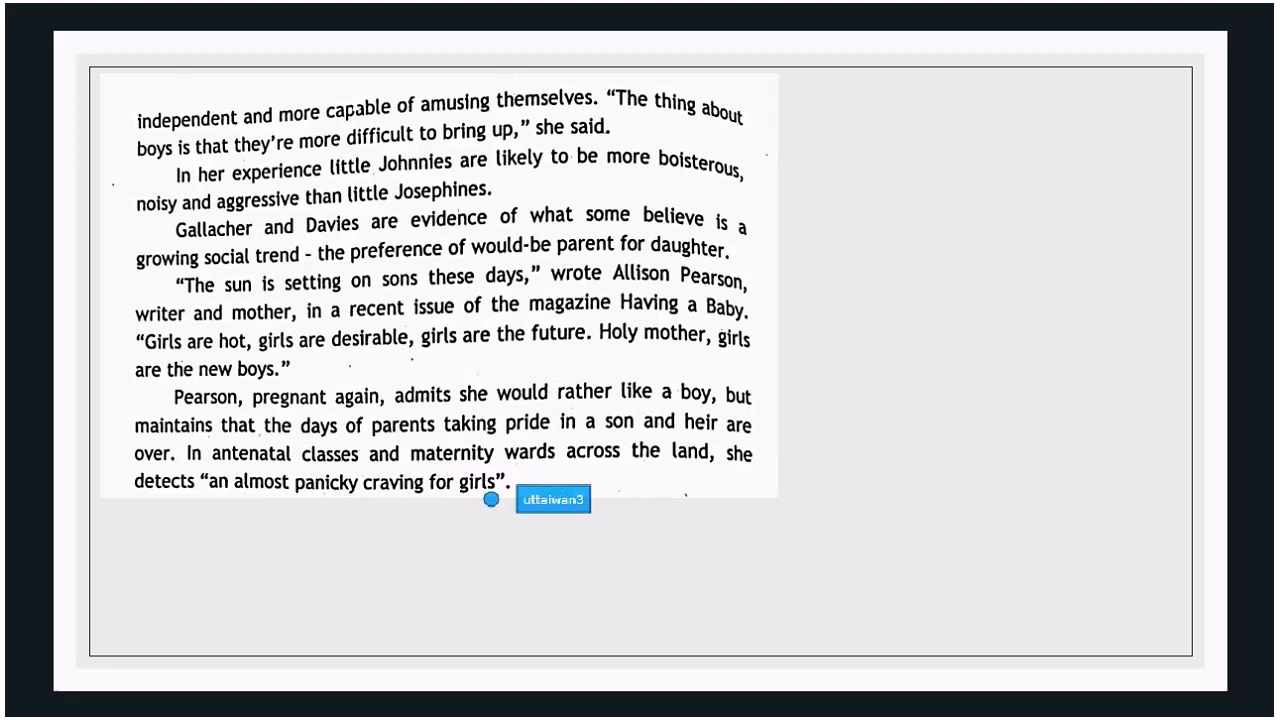 independent and more capable of amusing themselves. “The thing about
boys is that they’re more difficult to bring up,” she said.
In her experience little Johnnies are likely to be more boisterous,
noisy and aggressive than little Josephines.
Gallacher and Davies are evidence of what some believe is a
growing social trend - the preference of would-be parent for daughter.
“The sun is setting on sons these days,” wrote Allison Pearson,
writer and mother, in a recent issue of the magazine Having a Baby.
“Girls are hot, girls are desirable, girls are the future. Holy mother, girls
are the new boys.”
Pearson, pregnant again, admits she would rather like a boy, but
maintains that the days of parents taking pride in a son and heir are
over. In antenatal classes and maternity wards across the land, she
detects “an almost panicky craving for girls”.
uttaiwan3